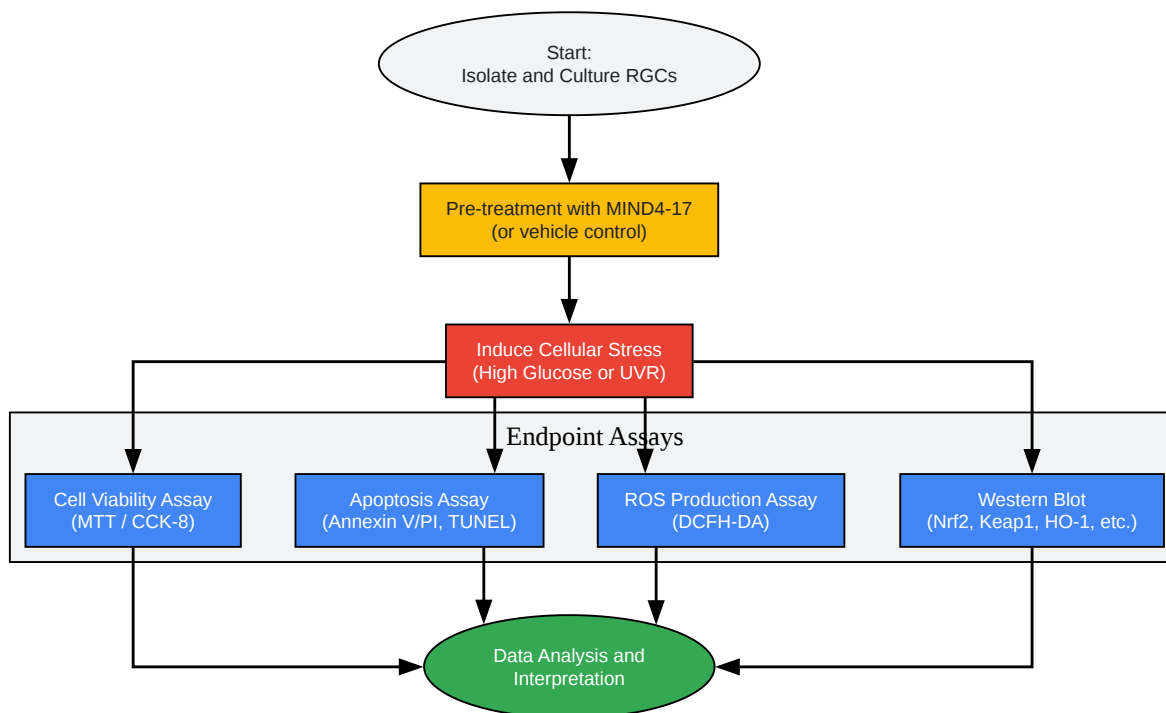 Start:
Isolate and Culture RGCs
Pre-treatment with MIND4-17
(or vehicle control)
Induce Cellular Stress
(High Glucose or UVR)
Endpoint Assays
Cell Viability Assay
(MTT / CCK-8)
Apoptosis Assay
(Annexin V/PI, TUNEL)
ROS Production Assay
(DCFH-DA)
Western Blot
(Nrf2, Keap1, HO-1, etc.)
Data Analysis and
Interpretation